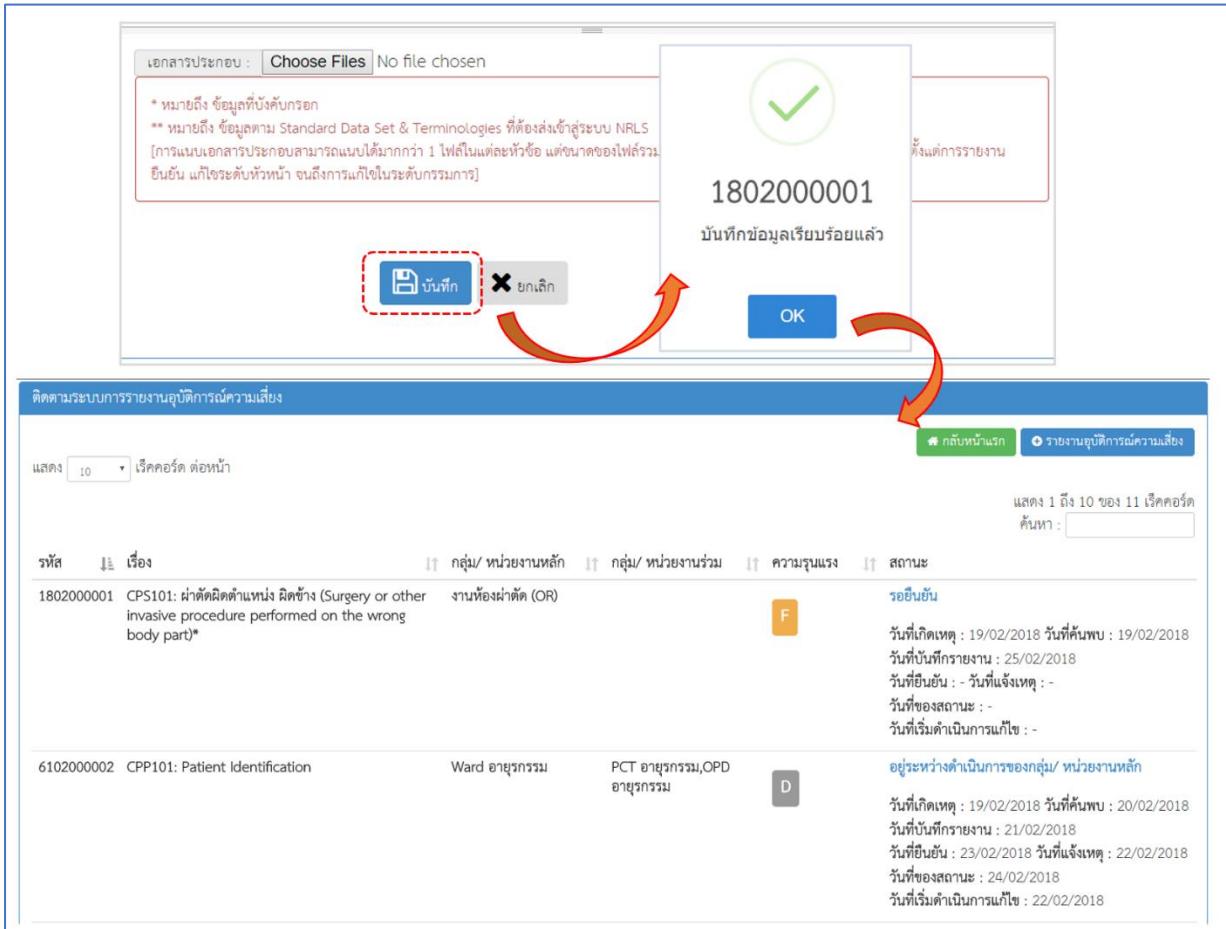 เอกสารประกอบ : Choose Files No file chosen
* หมายถึง ข้อมูลที่บังคับกรอก
** หมายถึง ข้อมูลตาม Standard Data Set & Terminologies ที่ต้องส่งเข้าสู่ระบบ NRLS
[การแนบเอกสารประกอบสามารถแนบได้มากกว่า 1 ไฟล์ในแต่ละหัวข้อ แต่ขนาดของไฟล์รวม ตั้งแต่การรายงาน
ยืนยัน แก้ไขระดับหัวหน้า จนถึงการแก้ไขในระดับกรรมการ]
บันทึก ยกเลิก
1802000001
บันทึกข้อมูลเรียบร้อยแล้ว
OK
ติดตามระบบการรายงานอุบัติการณ์ความเสี่ยง
กลับหน้าแรก รายงานอุบัติการณ์ความเสี่ยง
แสดง 10 เร็คคอร์ด ต่อหน้า
แสดง 1 ถึง 10 ของ 11 เร็คคอร์ด
ค้นหา :
รหัส เรื่อง กลุ่ม/ หน่วยงานหลัก กลุ่ม/ หน่วยงานร่วม ความรุนแรง สถานะ
1802000001 CPS101: ผ่าตัดผิดตำแหน่ง ผิดข้าง (Surgery or other งานห้องผ่าตัด (OR) F รอยืนยัน
invasive procedure performed on the wrong
body part)*
วันที่เกิดเหตุ : 19/02/2018 วันที่ค้นพบ : 19/02/2018
วันที่บันทึกรายงาน : 25/02/2018
วันที่ยืนยัน : - วันที่แจ้งเหตุ : -
วันที่ของสถานะ : -
วันที่เริ่มดำเนินการแก้ไข : -
6102000002 CPP101: Patient Identification Ward อายุรกรรม PCT อายุรกรรม,OPD D อยู่ระหว่างดำเนินการของกลุ่ม/ หน่วยงานหลัก
อายุรกรรม
วันที่เกิดเหตุ : 19/02/2018 วันที่ค้นพบ : 20/02/2018
วันที่บันทึกรายงาน : 21/02/2018
วันที่ยืนยัน : 23/02/2018 วันที่แจ้งเหตุ : 22/02/2018
วันที่ของสถานะ : 24/02/2018
วันที่เริ่มดำเนินการแก้ไข : 22/02/2018